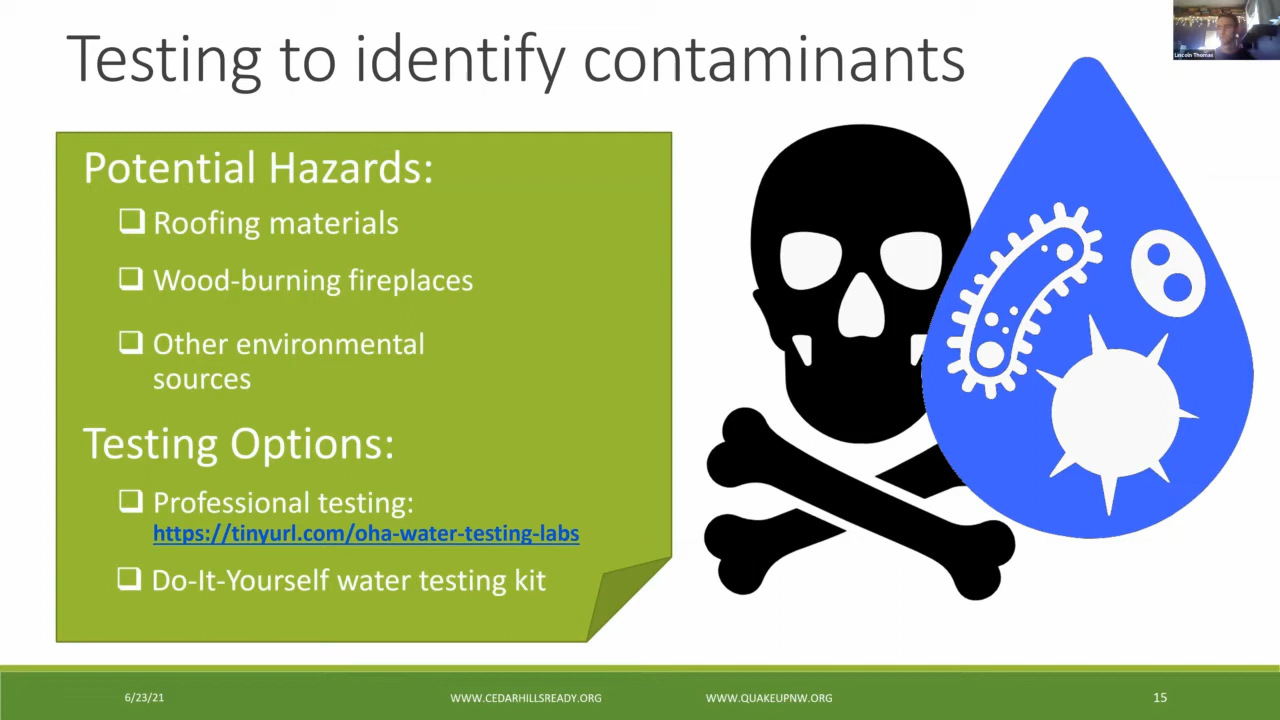 Testing to identify contaminants
Lincoln Thomas
Potential Hazards:
Roofing materials
Wood-burning fireplaces
Other environmental
sources
Testing Options:
Professional testing:
https://tinyurl.com/oha-water-testing-labs
Do-It-Yourself water testing kit
6/23/21
WWW.CEDARHILLSREADY.ORG
WWW.QUAKEUPNW.ORG
15